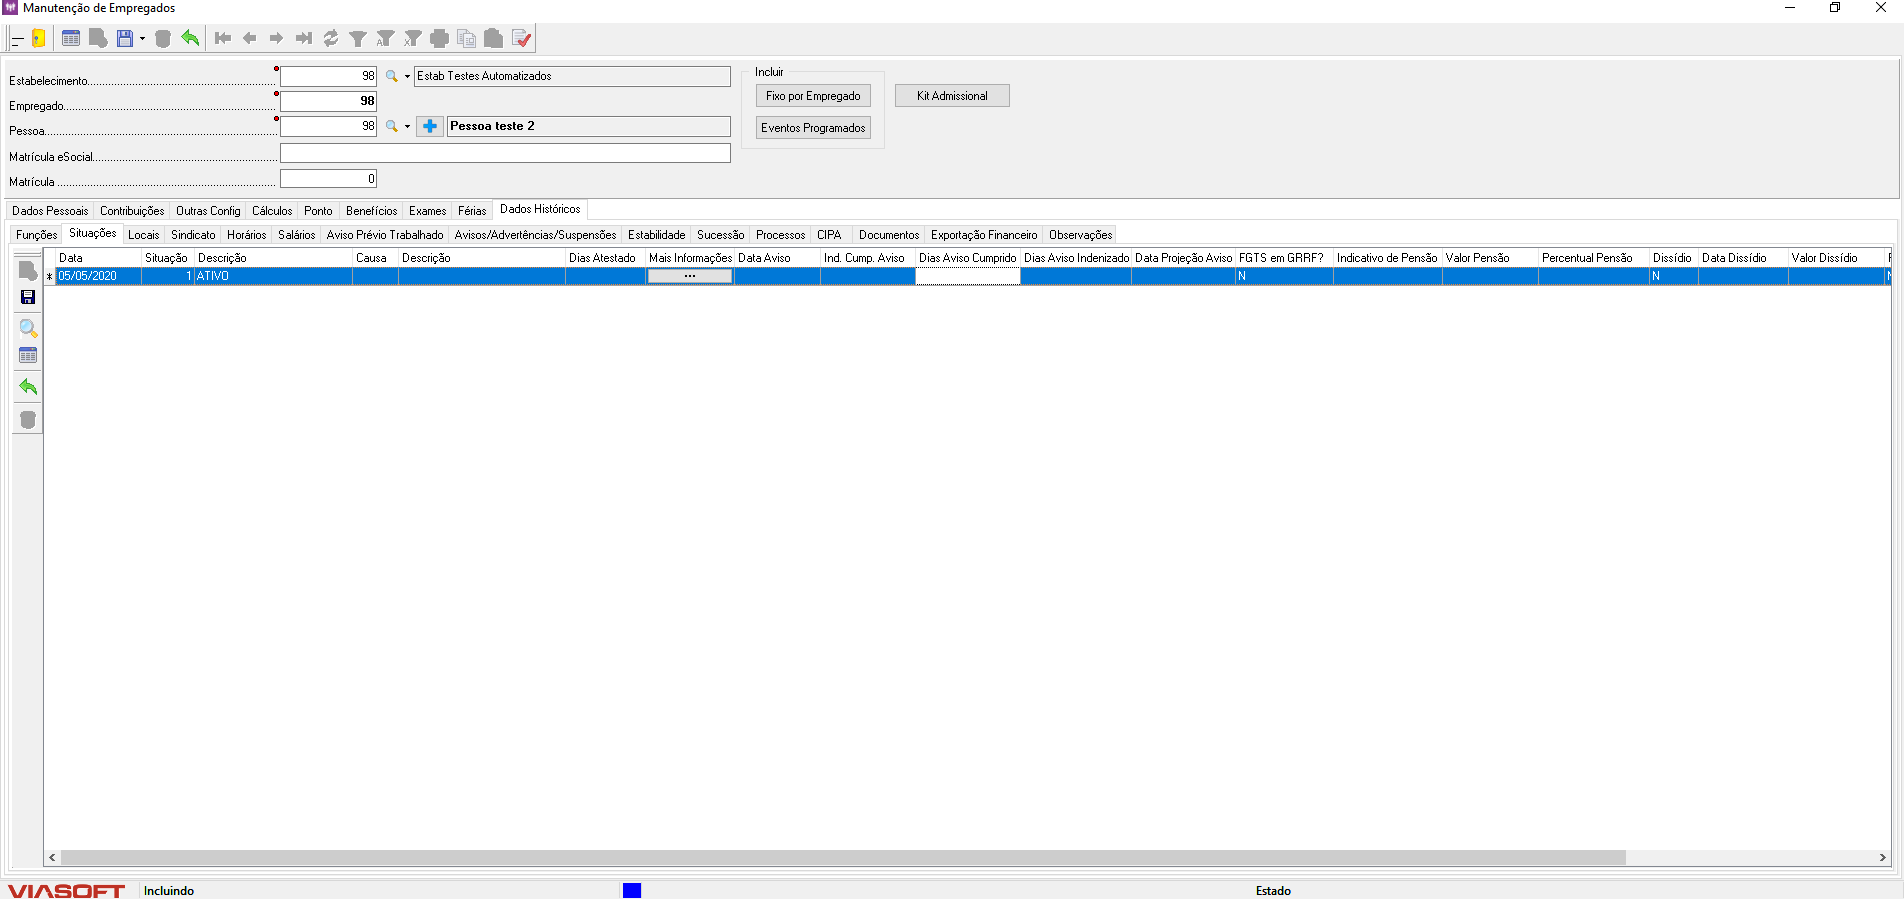 Manutenção de Empregados
Estabelecimento 98 Estab Testes Automatizados
Empregado 98
Pessoa 98 Pessoa teste 2
Matrícula eSocial
Matrícula 0
Incluir
Fixo por Empregado
Eventos Programados
Kit Admissional
Dados Pessoais Contribuições Outras Config Cálculos Ponto Benefícios Exames Férias Dados Históricos
Funções Situações Locais Sindicato Horários Salários Aviso Prévio Trabalhado Avisos/Advertências/Suspensões Estabilidade Sucessão Processos CIPA Documentos Exportação Financeiro Observações
Data Situação Descrição Causa Descrição Dias Atestado Mais Informações Data Aviso Ind. Cump. Aviso Dias Aviso Cumprido Dias Aviso Indenizado Data Projeção Aviso FGTS em GRRF? Indicativo de Pensão Valor Pensão Percentual Pensão Dissídio Data Dissídio Valor Dissídio
* 05/05/2020 1 ATIVO ... N N
VIASOFT Incluindo Estado